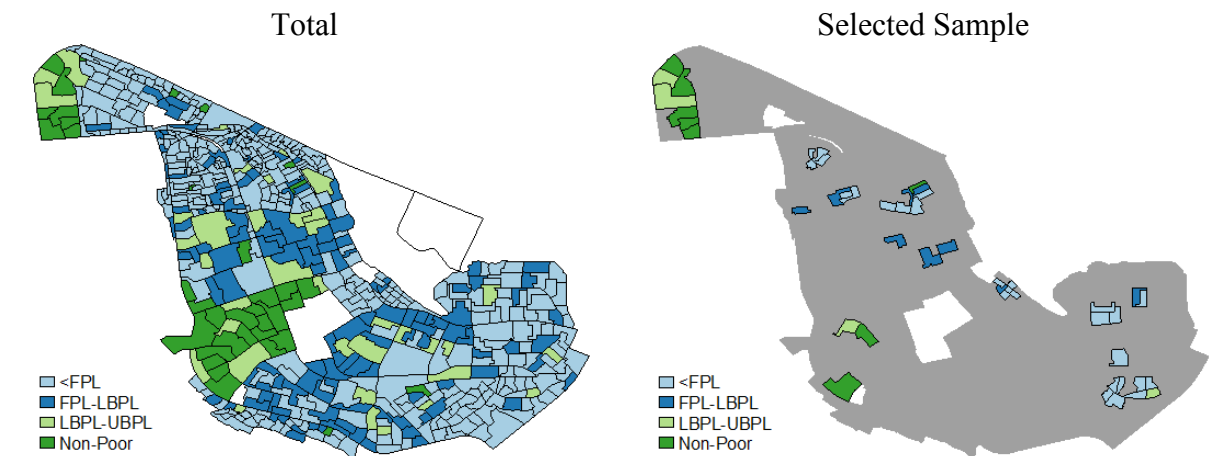 Total
Selected Sample
<FPL
FPL-LBPL
LBPL-UBPL
Non-Poor
<FPL
FPL-LBPL
LBPL-UBPL
Non-Poor